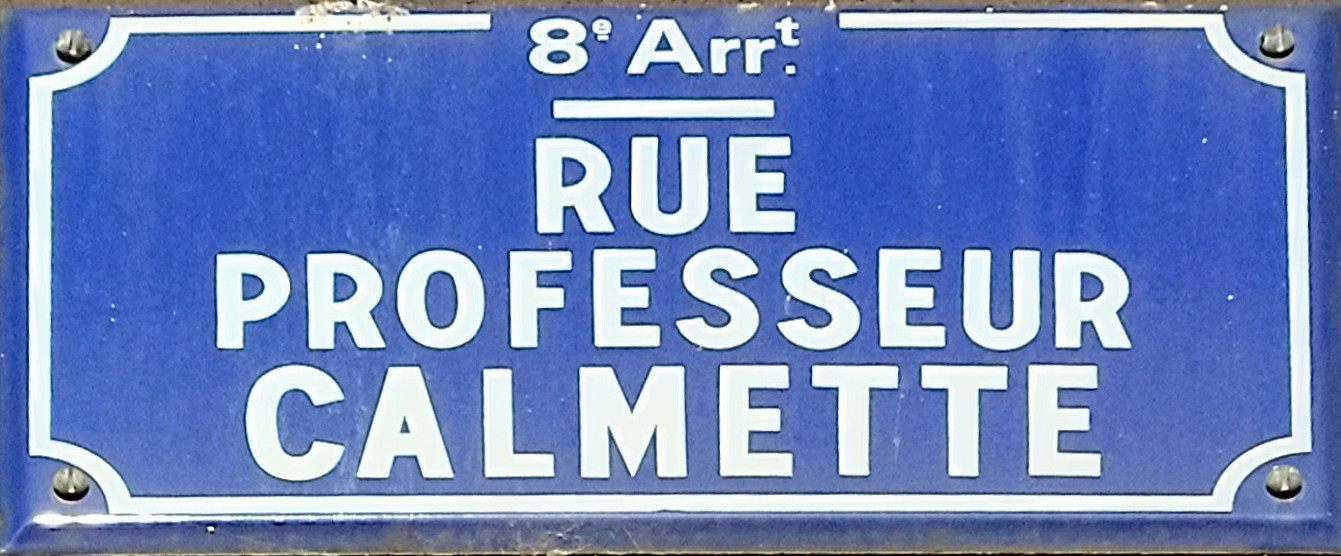 8e Arrt.
RUE
PROFESSEUR
CALMETTE